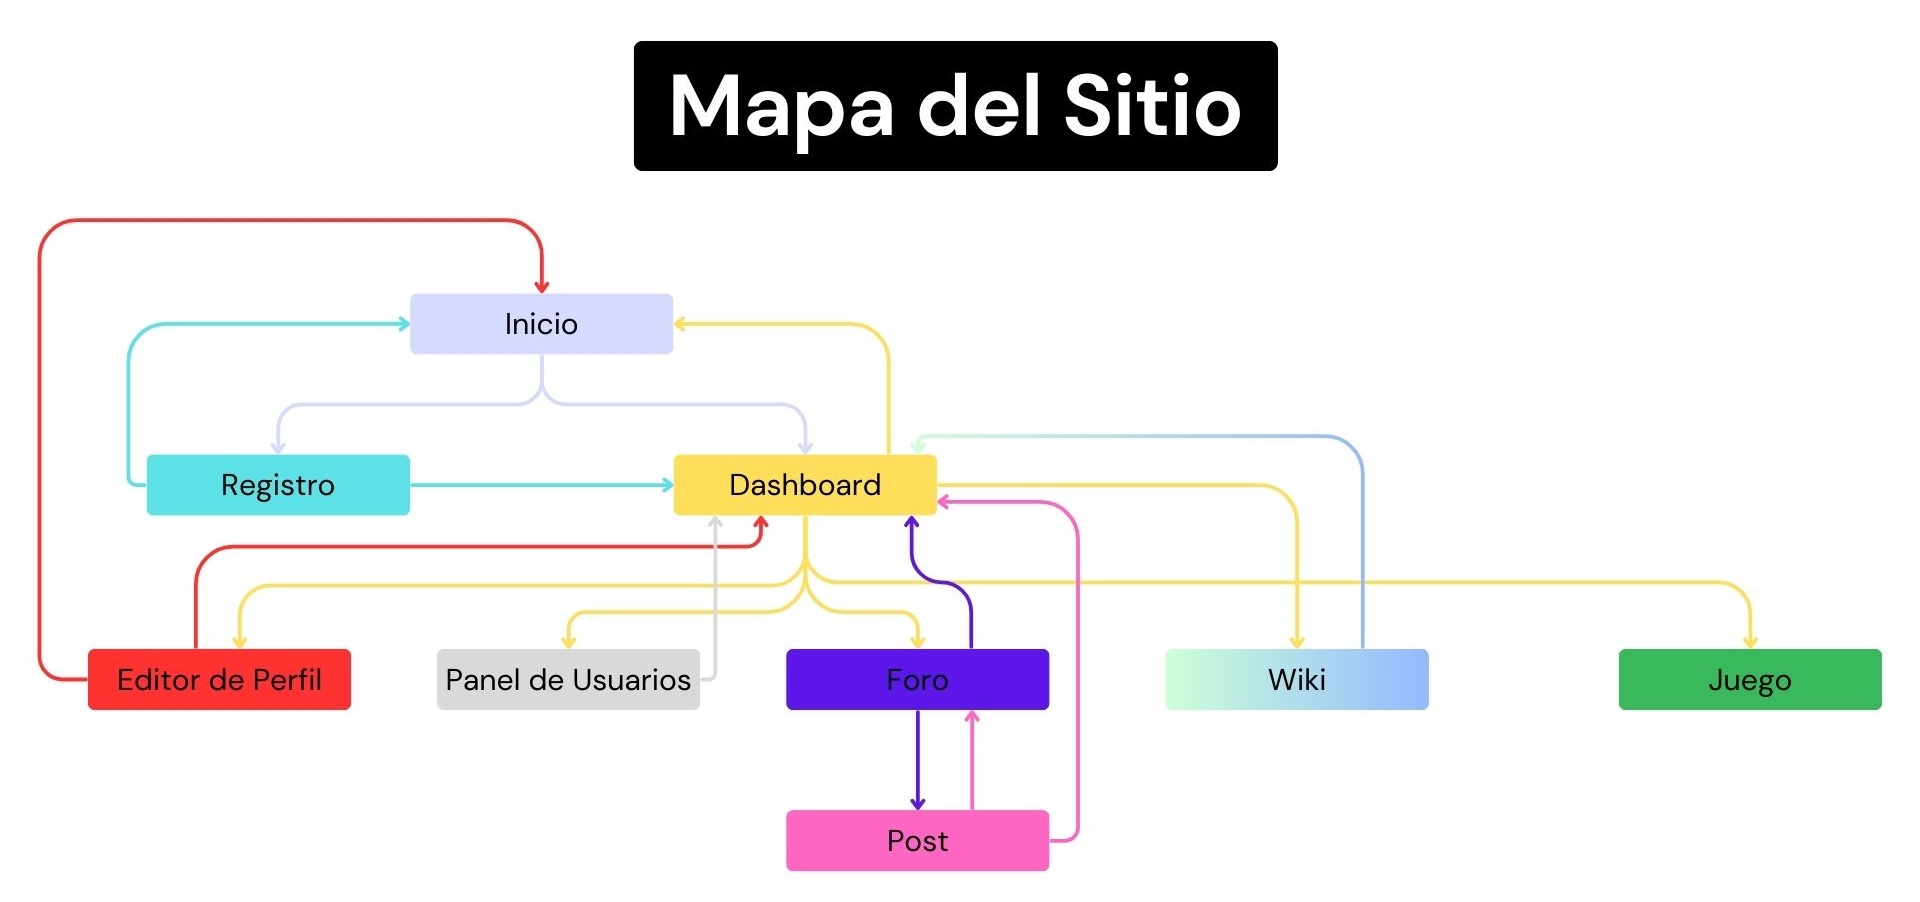 Mapa del Sitio
Inicio
Registro
Dashboard
Editor de Perfil
Panel de Usuarios
Foro
Wiki
Juego
Post